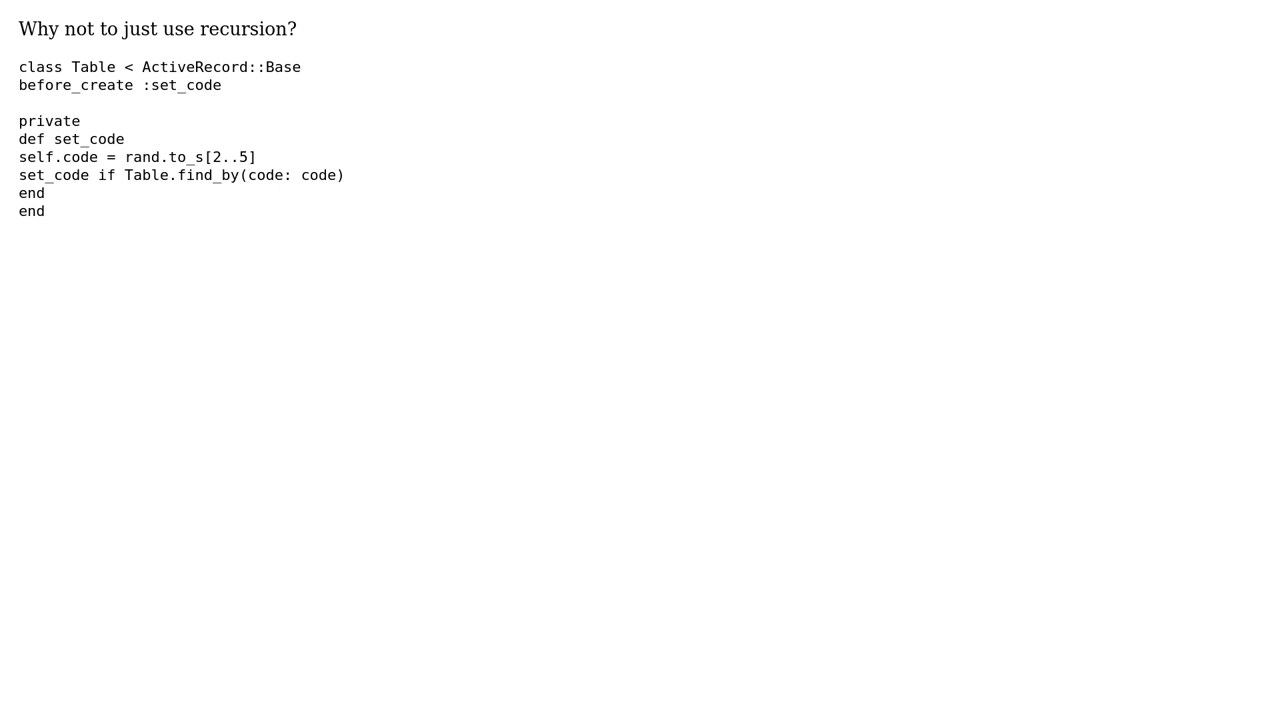 Why not to just use recursion?
class Table < ActiveRecord::Base
before_create :set_code
private
def set_code
self.code = rand.to_s[2..5]
set_code if Table.find_by(code: code)
end
end